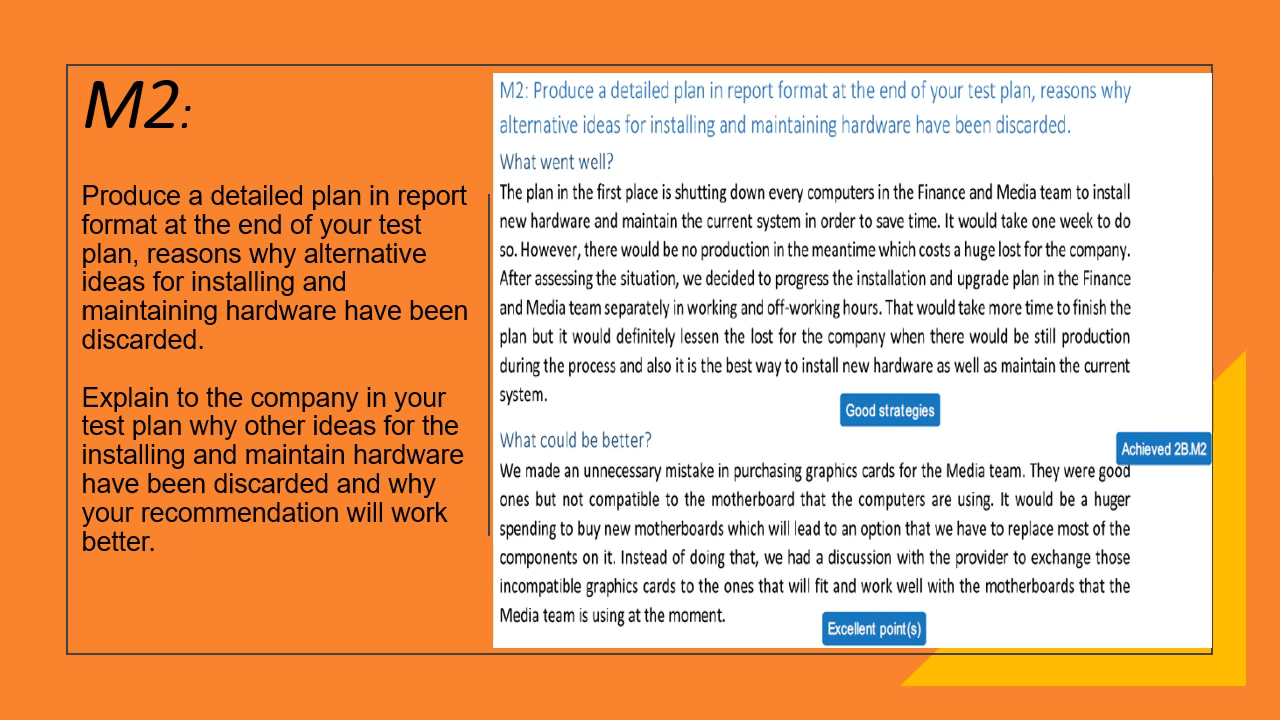 M2:
Produce a detailed plan in report
format at the end of your test
plan, reasons why alternative
ideas for installing and
maintaining hardware have been
discarded.
Explain to the company in your
test plan why other ideas for the
installing and maintain hardware
have been discarded and why
your recommendation will work
better.
M2: Produce a detailed plan in report format at the end of your test plan, reasons why
alternative ideas for installing and maintaining hardware have been discarded.
What went well?
The plan in the first place is shutting down every computers in the Finance and Media team to install
new hardware and maintain the current system in order to save time. It would take one week to do
so. However, there would be no production in the meantime which costs a huge lost for the company.
After assessing the situation, we decided to progress the installation and upgrade plan in the Finance
and Media team separately in working and off-working hours. That would take more time to finish the
plan but it would definitely lessen the lost for the company when there would be still production
during the process and also it is the best way to install new hardware as well as maintain the current
system.
Good strategies
What could be better?
Achieved 2B.M2
We made an unnecessary mistake in purchasing graphics cards for the Media team. They were good
ones but not compatible to the motherboard that the computers are using. It would be a huger
spending to buy new motherboards which will lead to an option that we have to replace most of the
components on it. Instead of doing that, we had a discussion with the provider to exchange those
incompatible graphics cards to the ones that will fit and work well with the motherboards that the
Media team is using at the moment.
Excellent point(s)